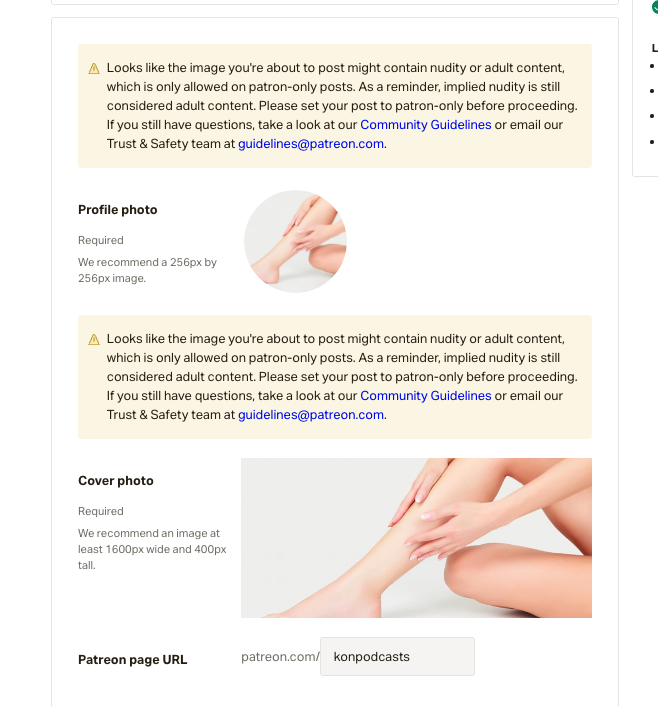 Looks like the image you're about to post might contain nudity or adult content,
which is only allowed on patron-only posts. As a reminder, implied nudity is still
considered adult content. Please set your post to patron-only before proceeding.
If you still have questions, take a look at our Community Guidelines or email our
Trust & Safety team at guidelines@patreon.com.
Profile photo
Required
We recommend a 256px by
256px image.
Looks like the image you're about to post might contain nudity or adult content,
which is only allowed on patron-only posts. As a reminder, implied nudity is still
considered adult content. Please set your post to patron-only before proceeding.
If you still have questions, take a look at our Community Guidelines or email our
Trust & Safety team at guidelines@patreon.com.
Cover photo
Required
We recommend an image at
least 1600px wide and 400px
tall.
Patreon page URL
patreon.com/ konpodcasts